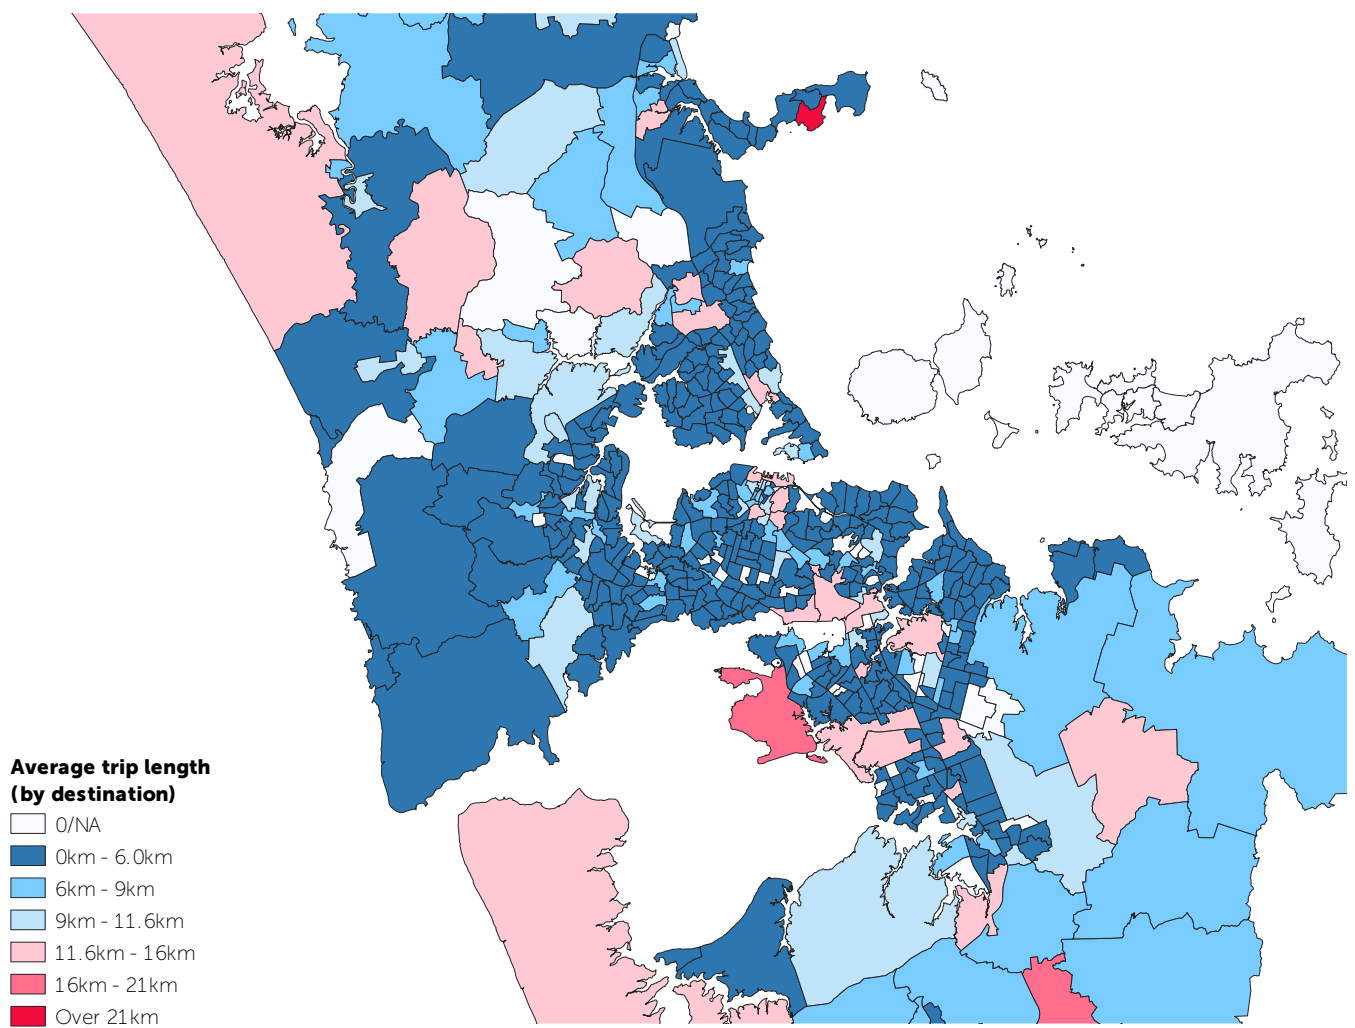 Average trip length
(by destination)
0/NA
0km - 6.0km
6km - 9km
9km - 11.6km
11.6km - 16km
16km - 21km
Over 21km